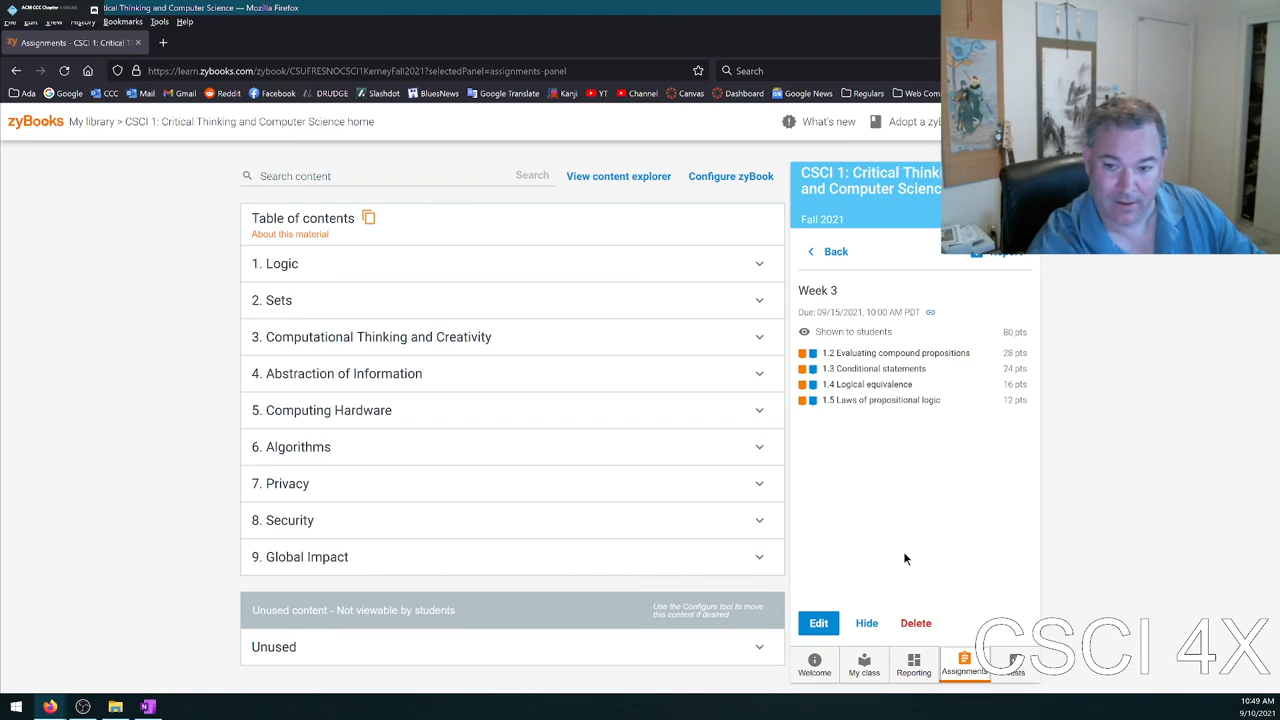 ACM CCC Chapter
ical Thinking and Computer Science — Mozilla Firefox
File Edit View History Bookmarks Tools Help
Assignments - CSCI 1: Critical T
https://learn.zybooks.com/zybook/CSUFRESNOCSCI1KerneyFall2021?selectedPanel=assignments-panel
Search
Ada Google CCC Mail Gmail Reddit Facebook DRUDGE Slashdot BluesNews Google Translate Kanji YT Channel Canvas Dashboard Google News Regulars Web Com
zyBooks My library > CSCI 1: Critical Thinking and Computer Science home
What's new
Adopt a zyB
Search content
Search
View content explorer
Configure zyBook
Table of contents
About this material
1. Logic
2. Sets
3. Computational Thinking and Creativity
4. Abstraction of Information
5. Computing Hardware
6. Algorithms
7. Privacy
8. Security
9. Global Impact
Unused content - Not viewable by students
Use the Configure tool to move
this content if desired
Unused
CSCI 1: Critical Think
and Computer Scienc
Fall 2021
Back
Report
Week 3
Due: 09/15/2021, 10:00 AM PDT
Shown to students 80 pts
1.2 Evaluating compound propositions 28 pts
1.3 Conditional statements 24 pts
1.4 Logical equivalence 16 pts
1.5 Laws of propositional logic 12 pts
Edit Hide Delete
Welcome My class Reporting Assignments Tests
CSCI 4X
10:49 AM
9/10/2021